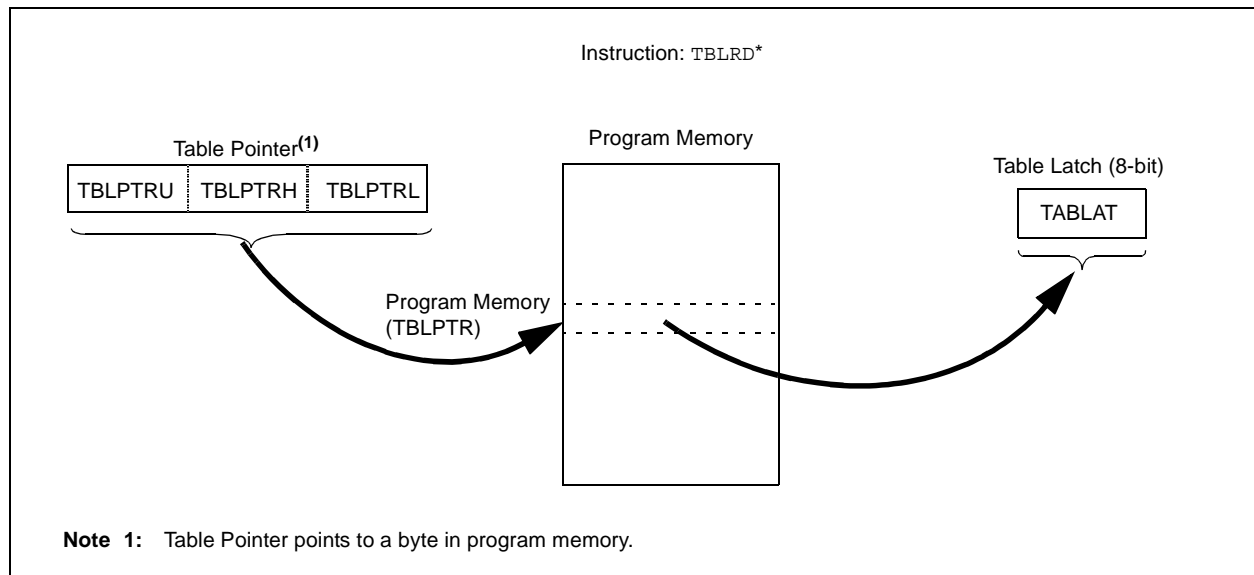 Instruction: TBLRD*
Table Pointer(1)
TBLPTRU TBLPTRH TBLPTRL
Program Memory
Table Latch (8-bit)
TABLAT
Program Memory
(TBLPTR)
Note 1: Table Pointer points to a byte in program memory.